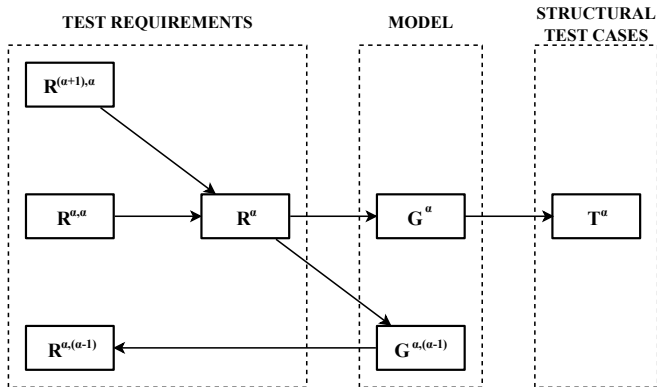 TEST REQUIREMENTS
MODEL
STRUCTURAL
TEST CASES
R^(α+1),α
R^α,α
R^α
G^α
T^α
R^α,(α-1)
G^α,(α-1)